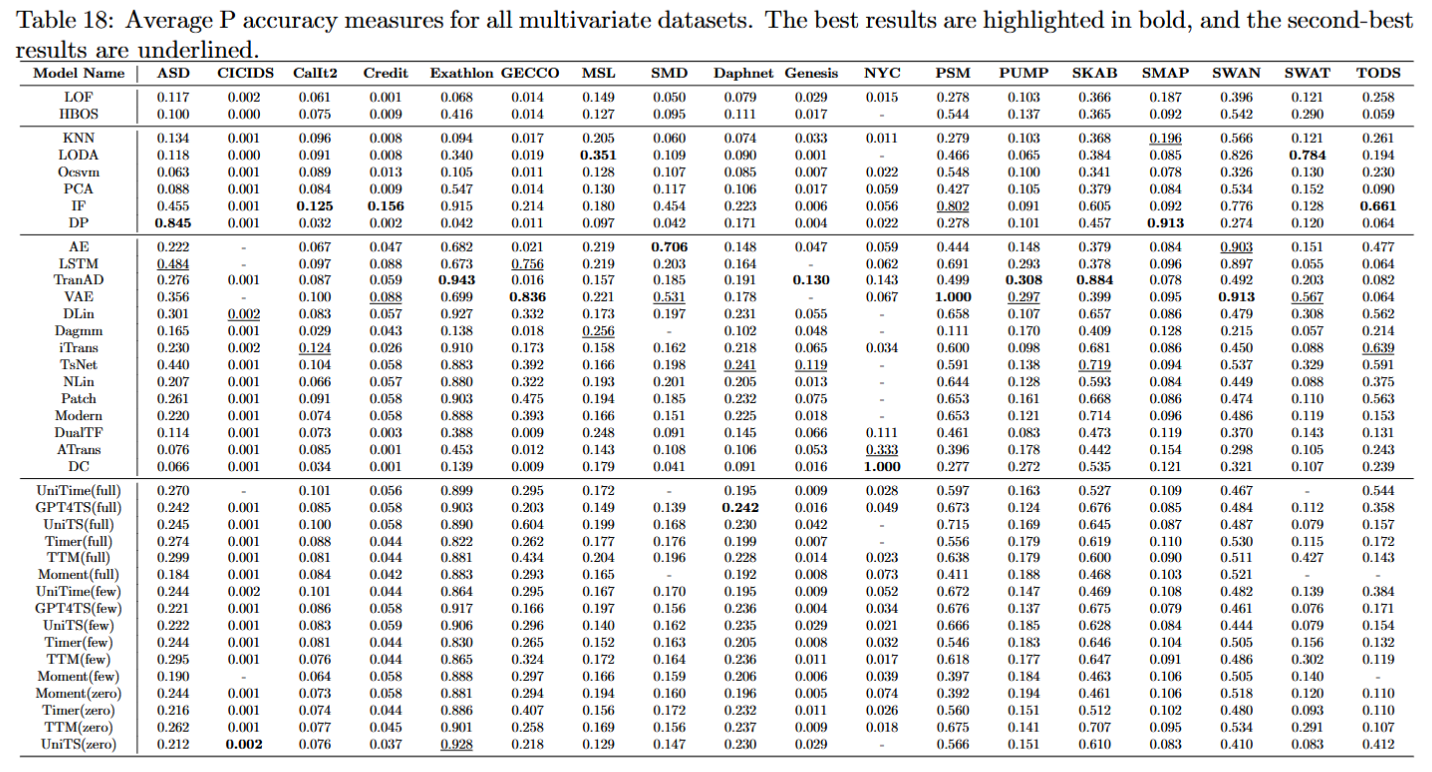 Table 18: Average P accuracy measures for all multivariate datasets. The best results are highlighted in bold, and the second-best
results are underlined.
Model Name ASD CICIDS CalIt2 Credit Exathlon GECCO MSL SMD Daphnet Genesis NYC PSM PUMP SKAB SMAP SWAN SWAT TODS
LOF 0.117 0.002 0.061 0.001 0.068 0.014 0.149 0.050 0.079 0.029 0.015 0.278 0.103 0.366 0.187 0.396 0.121 0.258
HBOS 0.100 0.000 0.075 0.009 0.416 0.014 0.127 0.095 0.111 0.017 - 0.544 0.137 0.365 0.092 0.542 0.290 0.059
KNN 0.134 0.001 0.096 0.008 0.094 0.017 0.205 0.060 0.074 0.033 0.011 0.279 0.103 0.368 0.196 0.566 0.121 0.261
LODA 0.118 0.000 0.091 0.008 0.340 0.019 0.351 0.109 0.090 0.001 - 0.466 0.065 0.384 0.085 0.826 0.784 0.194
Ocsvm 0.063 0.001 0.089 0.013 0.105 0.011 0.128 0.107 0.085 0.007 0.022 0.548 0.100 0.341 0.078 0.326 0.130 0.230
PCA 0.088 0.001 0.084 0.009 0.547 0.014 0.130 0.117 0.106 0.017 0.059 0.427 0.105 0.379 0.084 0.534 0.152 0.090
IF 0.455 0.001 0.125 0.156 0.915 0.214 0.180 0.454 0.223 0.006 0.056 0.802 0.091 0.605 0.092 0.776 0.128 0.661
DP 0.845 0.001 0.032 0.002 0.042 0.011 0.097 0.042 0.171 0.004 0.022 0.278 0.101 0.457 0.913 0.274 0.120 0.064
AE 0.222 - 0.067 0.047 0.682 0.021 0.219 0.706 0.148 0.047 0.059 0.444 0.148 0.379 0.084 0.903 0.151 0.477
LSTM 0.484 - 0.097 0.088 0.673 0.756 0.219 0.203 0.164 - 0.062 0.691 0.293 0.378 0.096 0.897 0.055 0.064
TranAD 0.276 0.001 0.087 0.059 0.943 0.016 0.157 0.185 0.191 0.130 0.143 0.499 0.308 0.884 0.078 0.492 0.203 0.082
VAE 0.356 - 0.100 0.088 0.699 0.836 0.221 0.531 0.178 - 0.067 1.000 0.297 0.399 0.095 0.913 0.567 0.064
DLin 0.301 0.002 0.083 0.057 0.927 0.332 0.173 0.197 0.231 0.055 - 0.658 0.107 0.657 0.086 0.479 0.308 0.562
Dagmm 0.165 0.001 0.029 0.043 0.138 0.018 0.256 - 0.102 0.048 - 0.111 0.170 0.409 0.128 0.215 0.057 0.214
iTrans 0.230 0.002 0.124 0.026 0.910 0.173 0.158 0.162 0.218 0.065 0.034 0.600 0.098 0.681 0.086 0.450 0.088 0.639
TsNet 0.440 0.001 0.104 0.058 0.883 0.392 0.166 0.198 0.241 0.119 - 0.591 0.138 0.719 0.094 0.537 0.329 0.591
NLin 0.207 0.001 0.066 0.057 0.880 0.322 0.193 0.201 0.205 0.013 - 0.644 0.128 0.593 0.084 0.449 0.088 0.375
Patch 0.261 0.001 0.091 0.058 0.903 0.475 0.194 0.185 0.232 0.075 - 0.653 0.161 0.668 0.086 0.474 0.110 0.563
Modern 0.220 0.001 0.074 0.058 0.888 0.393 0.166 0.151 0.225 0.018 - 0.653 0.121 0.714 0.096 0.486 0.119 0.153
DualTF 0.114 0.001 0.073 0.003 0.388 0.009 0.248 0.091 0.145 0.066 0.111 0.461 0.083 0.473 0.119 0.370 0.143 0.131
ATrans 0.076 0.001 0.085 0.001 0.453 0.012 0.143 0.108 0.106 0.053 0.333 0.396 0.178 0.442 0.154 0.298 0.105 0.243
DC 0.066 0.001 0.034 0.001 0.139 0.009 0.179 0.041 0.091 0.016 1.000 0.277 0.272 0.535 0.121 0.321 0.107 0.239
UniTime(full) 0.270 - 0.101 0.056 0.899 0.295 0.172 - 0.195 0.009 0.028 0.597 0.163 0.527 0.109 0.467 - 0.544
GPT4TS(full) 0.242 0.001 0.085 0.058 0.903 0.203 0.149 0.139 0.242 0.016 0.049 0.673 0.124 0.676 0.085 0.484 0.112 0.358
UniTS(full) 0.245 0.001 0.100 0.058 0.890 0.604 0.199 0.168 0.230 0.042 - 0.715 0.169 0.645 0.087 0.487 0.079 0.157
Timer(full) 0.274 0.001 0.088 0.044 0.822 0.262 0.177 0.176 0.199 0.007 - 0.556 0.179 0.619 0.110 0.530 0.115 0.172
TTM(full) 0.299 0.001 0.081 0.044 0.881 0.434 0.204 0.196 0.228 0.014 0.023 0.638 0.179 0.600 0.090 0.511 0.427 0.143
Moment(full) 0.184 0.001 0.084 0.042 0.883 0.293 0.165 - 0.192 0.008 0.073 0.411 0.188 0.468 0.103 0.521 - -
UniTime(few) 0.244 0.002 0.101 0.044 0.864 0.295 0.167 0.170 0.195 0.009 0.052 0.672 0.147 0.469 0.108 0.482 0.139 0.384
GPT4TS(few) 0.221 0.001 0.086 0.058 0.917 0.166 0.197 0.156 0.236 0.004 0.034 0.676 0.137 0.675 0.079 0.461 0.076 0.171
UniTS(few) 0.222 0.001 0.083 0.059 0.906 0.296 0.140 0.162 0.235 0.029 0.021 0.666 0.185 0.628 0.084 0.444 0.079 0.154
Timer(few) 0.244 0.001 0.081 0.044 0.830 0.265 0.152 0.163 0.205 0.008 0.032 0.546 0.183 0.646 0.104 0.505 0.156 0.132
TTM(few) 0.295 0.001 0.076 0.044 0.865 0.324 0.172 0.164 0.236 0.011 0.017 0.618 0.177 0.647 0.091 0.486 0.302 0.119
Moment(few) 0.190 - 0.064 0.058 0.888 0.297 0.166 0.159 0.206 0.006 0.039 0.397 0.184 0.463 0.106 0.505 0.140 -
Moment(zero) 0.244 0.001 0.073 0.058 0.881 0.294 0.194 0.160 0.196 0.005 0.074 0.392 0.194 0.461 0.106 0.518 0.120 0.110
Timer(zero) 0.216 0.001 0.074 0.044 0.886 0.407 0.156 0.172 0.232 0.011 0.026 0.560 0.151 0.512 0.102 0.480 0.093 0.110
TTM(zero) 0.262 0.001 0.077 0.045 0.901 0.258 0.169 0.156 0.237 0.009 0.018 0.675 0.141 0.707 0.095 0.534 0.291 0.107
UniTS(zero) 0.212 0.002 0.076 0.037 0.928 0.218 0.129 0.147 0.230 0.029 - 0.566 0.151 0.610 0.083 0.410 0.083 0.412